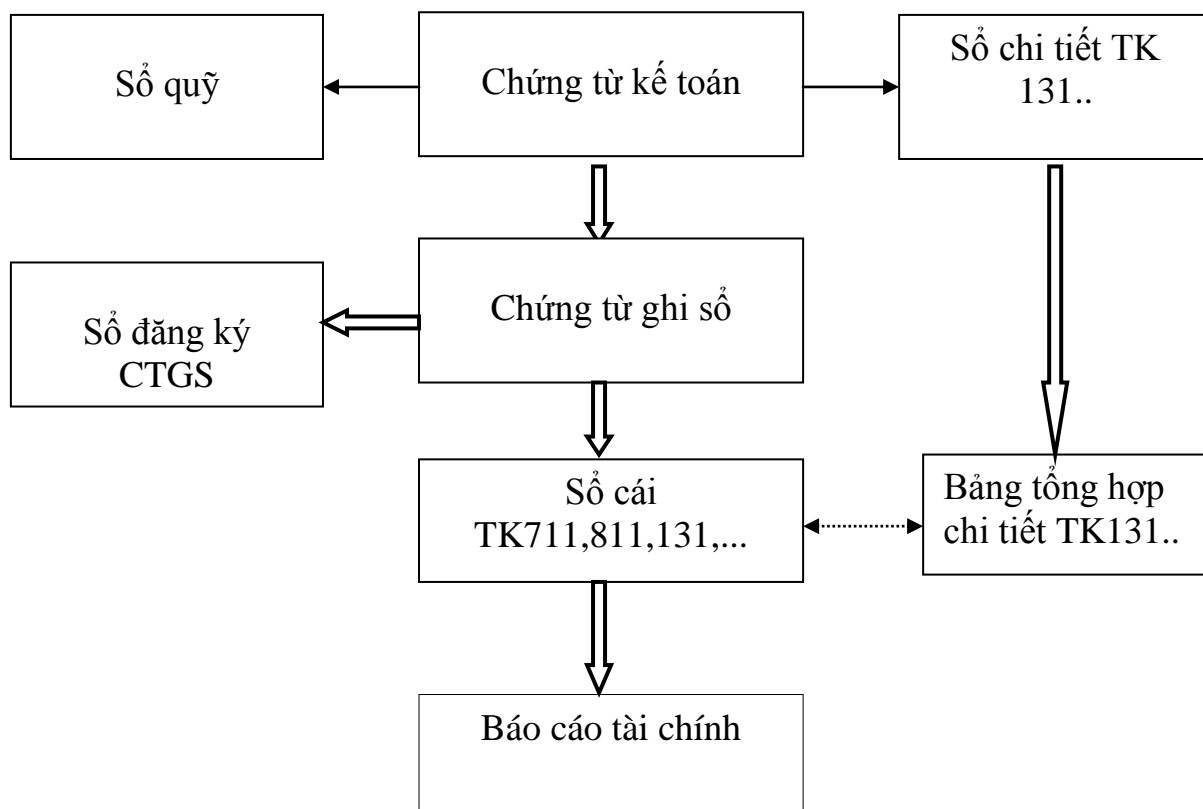 Sổ quỹ
Chứng từ kế toán
Sổ chi tiết TK
131..
Sổ đăng ký
CTGS
Chứng từ ghi sổ
Sổ cái
TK711,811,131,...
Bảng tổng hợp
chi tiết TK131..
Báo cáo tài chính